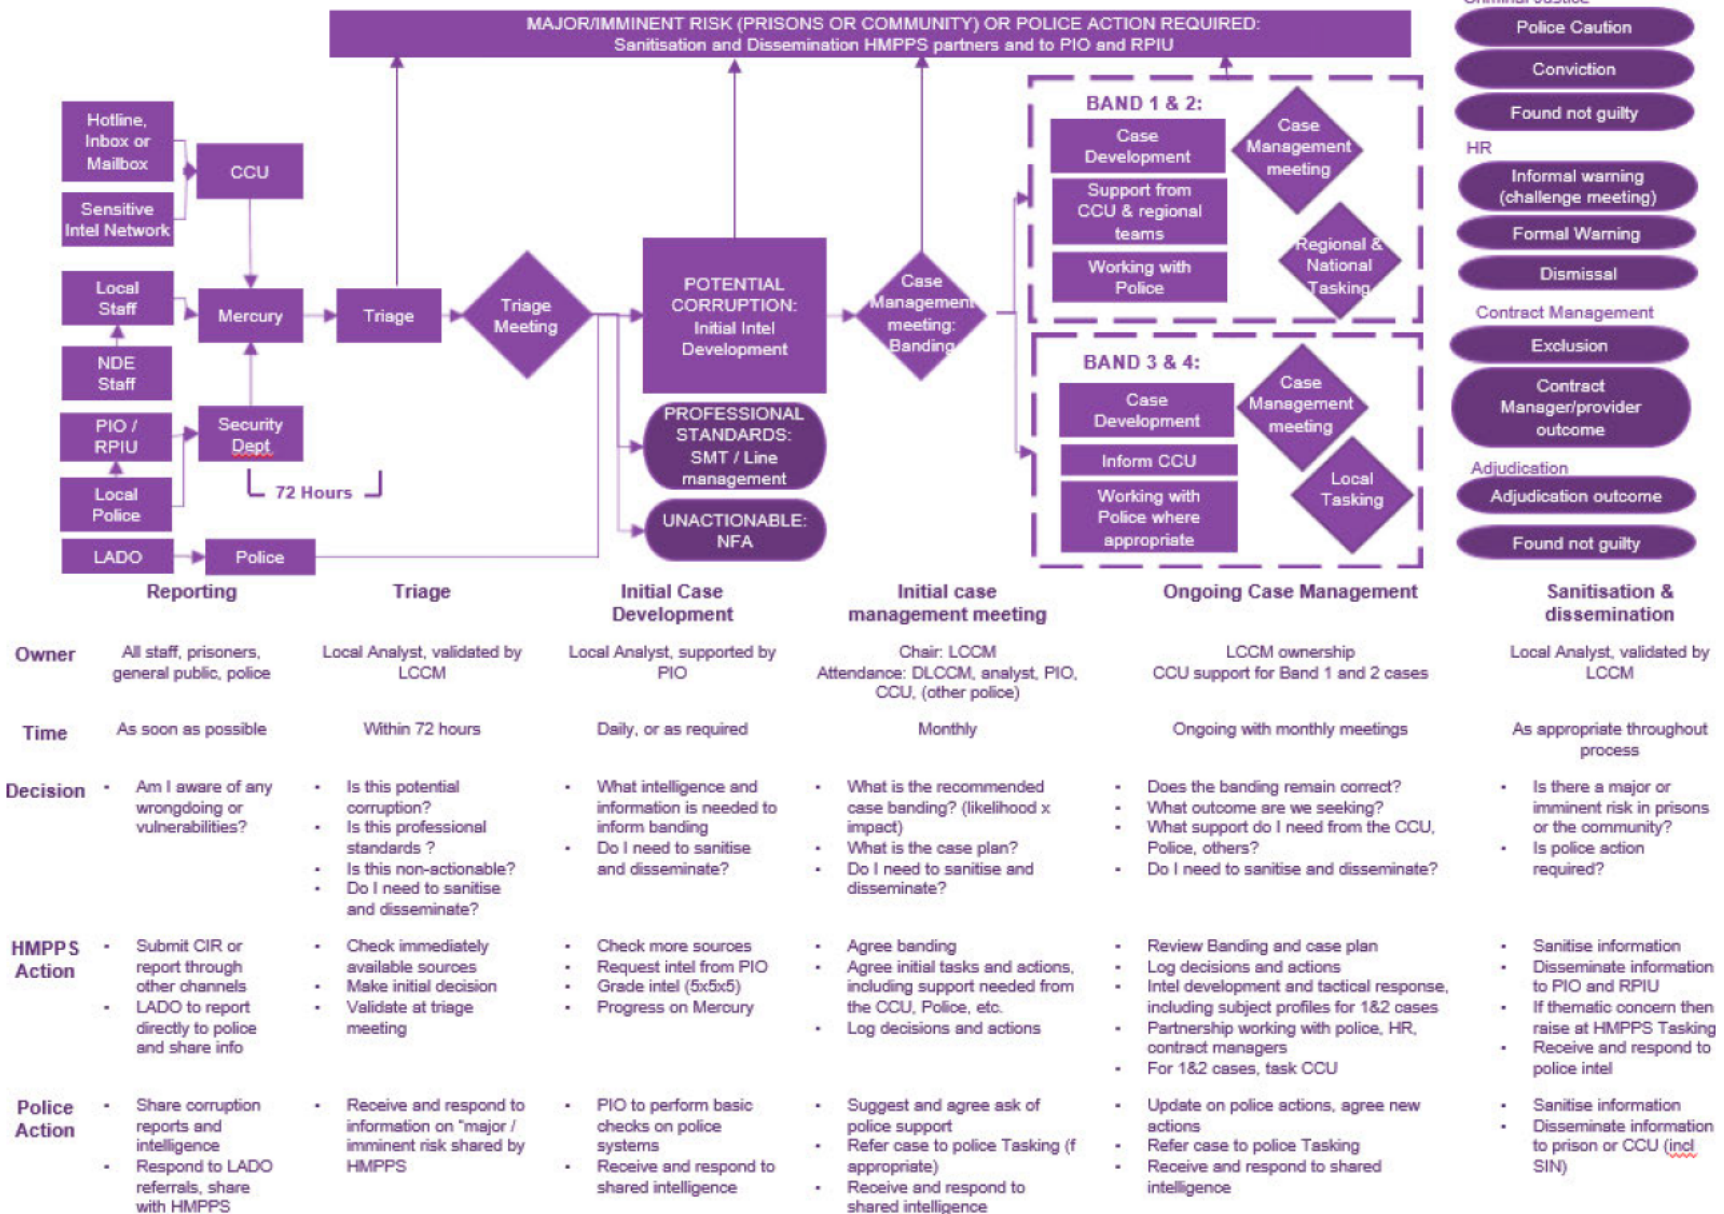 MAJOR/IMMINENT RISK (PRISONS OR COMMUNITY) OR POLICE ACTION REQUIRED:
Sanitisation and Dissemination HMPPS partners and to PIO and RPIU
Hotline,
Inbox or
Mailbox
CCU
Sensitive
Intel Network
Local
Staff
Mercury
NDE
Staff
PIO /
RPIU
Security
Dept
Local
Police
72 Hours
LADO
Police
Triage
Triage
Meeting
POTENTIAL
CORRUPTION:
Initial Intel
Development
PROFESSIONAL
STANDARDS:
SMT / Line
management
UNACTIONABLE:
NFA
Case
Management
meeting:
Banding
BAND 1 & 2:
Case
Development
Support from
CCU & regional
teams
Working with
Police
Case
Management
meeting
Regional &
National
Tasking
BAND 3 & 4:
Case
Development
Inform CCU
Working with
Police where
appropriate
Case
Management
meeting
Local
Tasking
Criminal Justice
Police Caution
Conviction
Found not guilty
HR
Informal warning
(challenge meeting)
Formal Warning
Dismissal
Contract Management
Exclusion
Contract
Manager/provider
outcome
Adjudication
Adjudication outcome
Found not guilty
Reporting
Triage
Initial Case
Development
Initial case
management meeting
Ongoing Case Management
Sanitisation &
dissemination
Owner
All staff, prisoners,
general public, police
Local Analyst, validated by
LCCM
Local Analyst, supported by
PIO
Chair: LCCM
Attendance: DLCCM, analyst, PIO,
CCU, (other police)
LCCM ownership
CCU support for Band 1 and 2 cases
Local Analyst, validated by
LCCM
Time
As soon as possible
Within 72 hours
Daily, or as required
Monthly
Ongoing with monthly meetings
As appropriate throughout
process
Decision
• Am I aware of any
wrongdoing or
vulnerabilities?
• Is this potential
corruption?
• Is this professional
standards ?
• Is this non-actionable?
• Do I need to sanitise
and disseminate?
• What intelligence and
information is needed to
inform banding
• Do I need to sanitise
and disseminate?
• What is the recommended
case banding? (likelihood x
impact)
• What is the case plan?
• Do I need to sanitise and
disseminate?
• Does the banding remain correct?
• What outcome are we seeking?
• What support do I need from the CCU,
Police, others?
• Do I need to sanitise and disseminate?
• Is there a major or
imminent risk in prisons
or the community?
• Is police action
required?
HMPPS
Action
• Submit CIR or
report through
other channels
• LADO to report
directly to police
and share info
• Check immediately
available sources
• Make initial decision
• Validate at triage
meeting
• Check more sources
• Request intel from PIO
• Grade intel (5x5x5)
• Progress on Mercury
• Agree banding
• Agree initial tasks and actions,
including support needed from
the CCU, Police, etc.
• Log decisions and actions
• Review Banding and case plan
• Log decisions and actions
• Intel development and tactical response,
including subject profiles for 1&2 cases
• Partnership working with police, HR,
contract managers
• For 1&2 cases, task CCU
• Sanitise information
• Disseminate information
to PIO and RPIU
• If thematic concern then
raise at HMPPS Tasking
• Receive and respond to
police intel
Police
Action
• Share corruption
reports and
intelligence
• Respond to LADO
referrals, share
with HMPPS
• Receive and respond to
information on "major /
imminent risk shared by
HMPPS
• PIO to perform basic
checks on police
systems
• Receive and respond to
shared intelligence
• Suggest and agree ask of
police support
• Refer case to police Tasking (f
appropriate)
• Receive and respond to
shared intelligence
• Update on police actions, agree new
actions
• Refer case to police Tasking
• Receive and respond to shared
intelligence
• Sanitise information
• Disseminate information
to prison or CCU (incl
SIN)